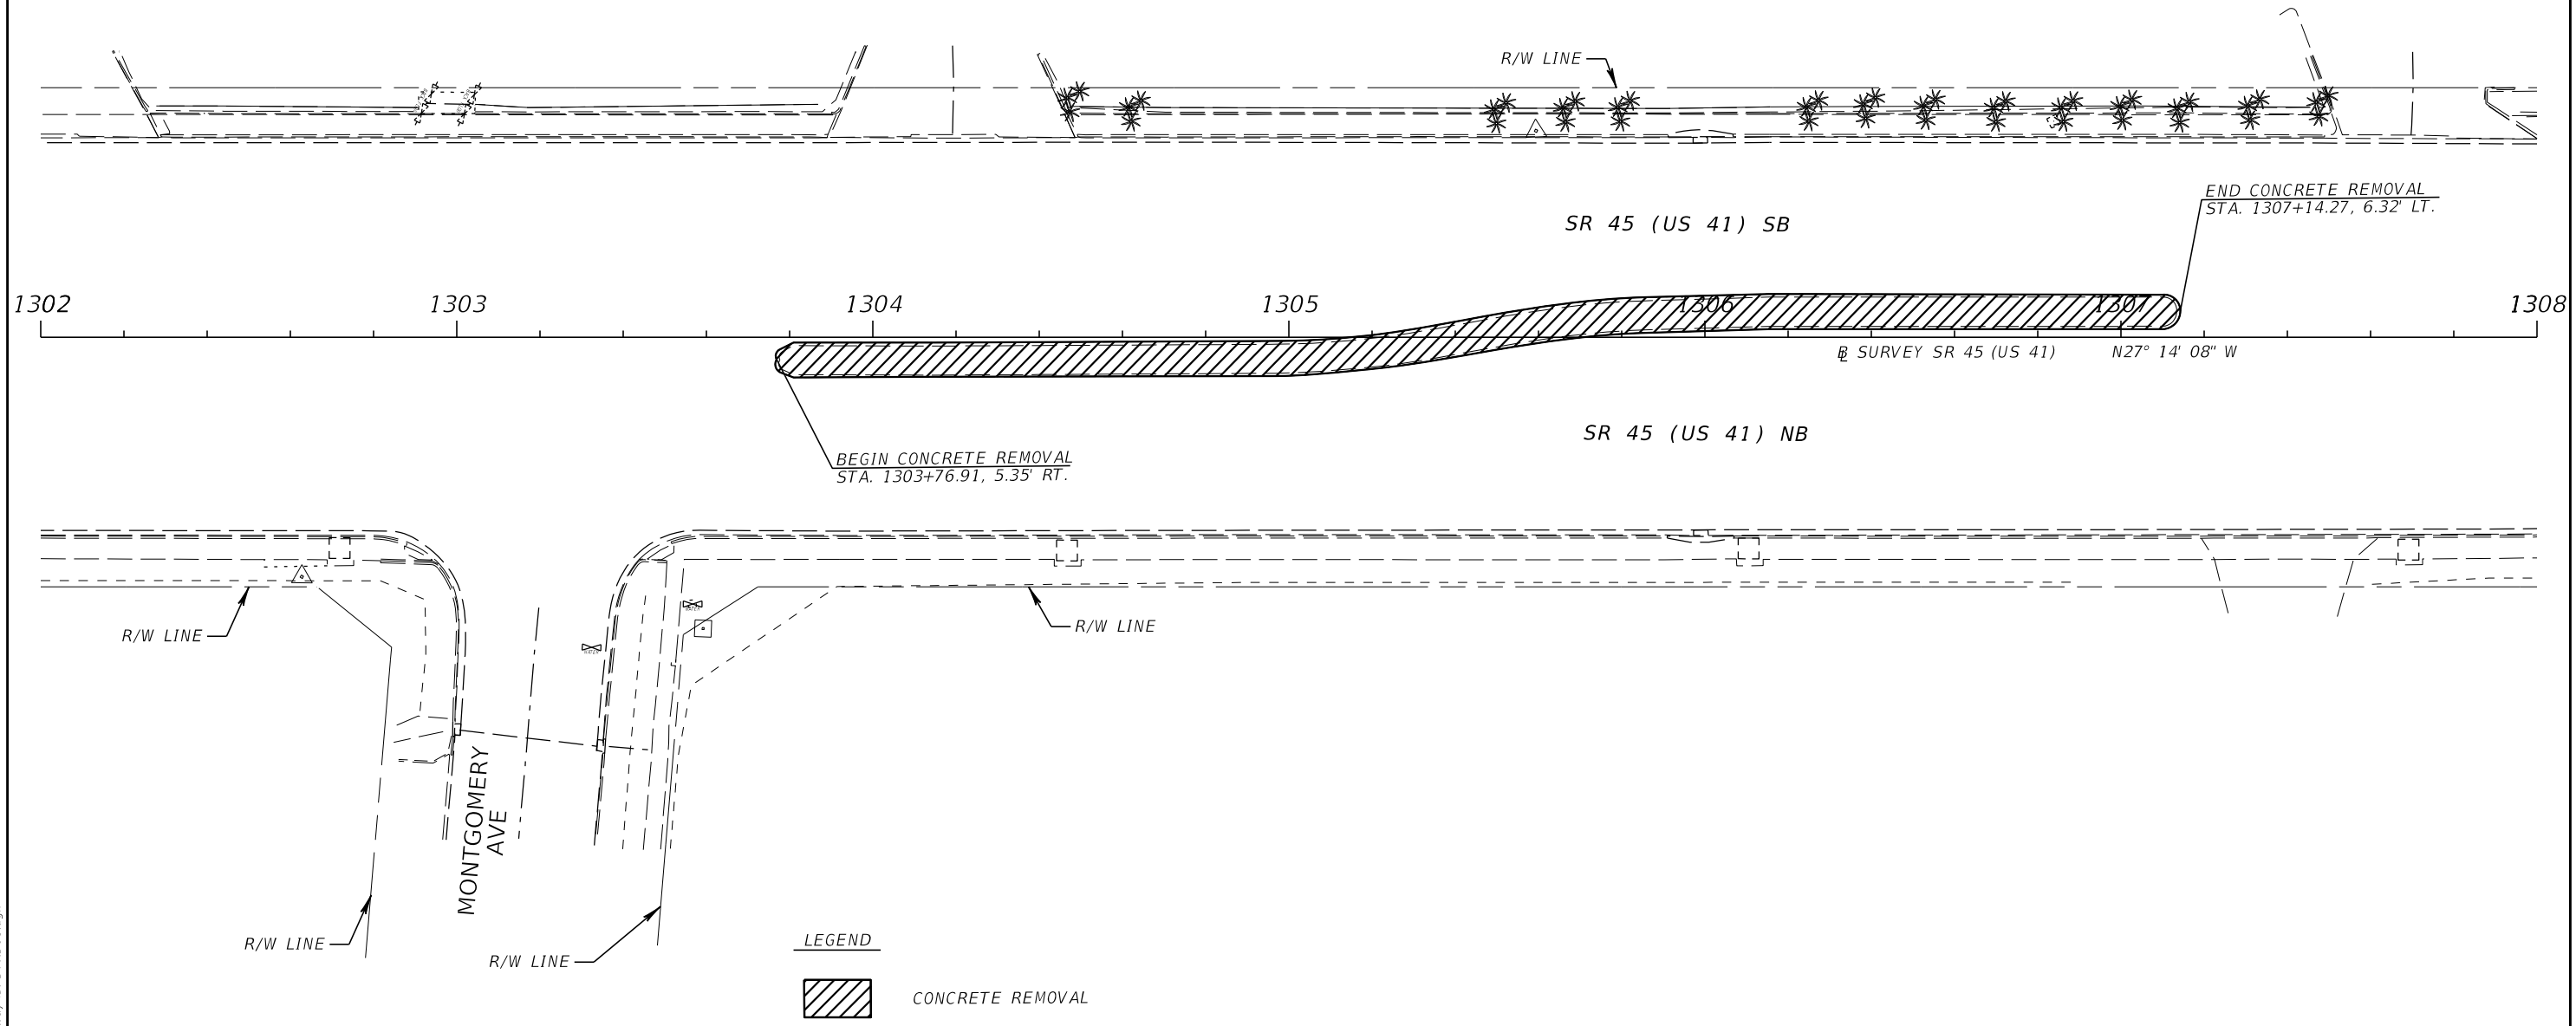 R/W LINE
END CONCRETE REMOVAL
STA. 1307+14.27, 6.32' LT.
SR 45 (US 41) SB
1302
1303
1304
1305
1306
1307
1308
B SURVEY SR 45 (US 41)
N27° 14' 08" W
SR 45 (US 41) NB
BEGIN CONCRETE REMOVAL
STA. 1303+76.91, 5.35' RT.
R/W LINE
R/W LINE
MONTGOMERY
AVE
R/W LINE
R/W LINE
LEGEND
CONCRETE REMOVAL